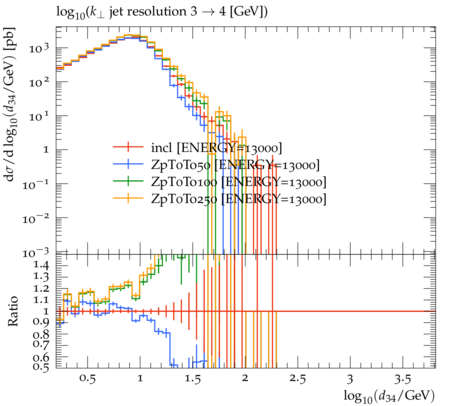 log₁₀(k⊥ jet resolution 3 → 4 [GeV])
dσ/d log₁₀(d₃₄/GeV) [pb]
10³
10²
10¹
1
10⁻¹
10⁻²
10⁻³
incl [ENERGY=13000]
ZpToTo50 [ENERGY=13000]
ZpToTo100 [ENERGY=13000]
ZpToTo250 [ENERGY=13000]
Ratio
1.4
1.3
1.2
1.1
1
0.9
0.8
0.7
0.6
0.5
0.5 1 1.5 2 2.5 3 3.5
log₁₀(d₃₄/GeV)